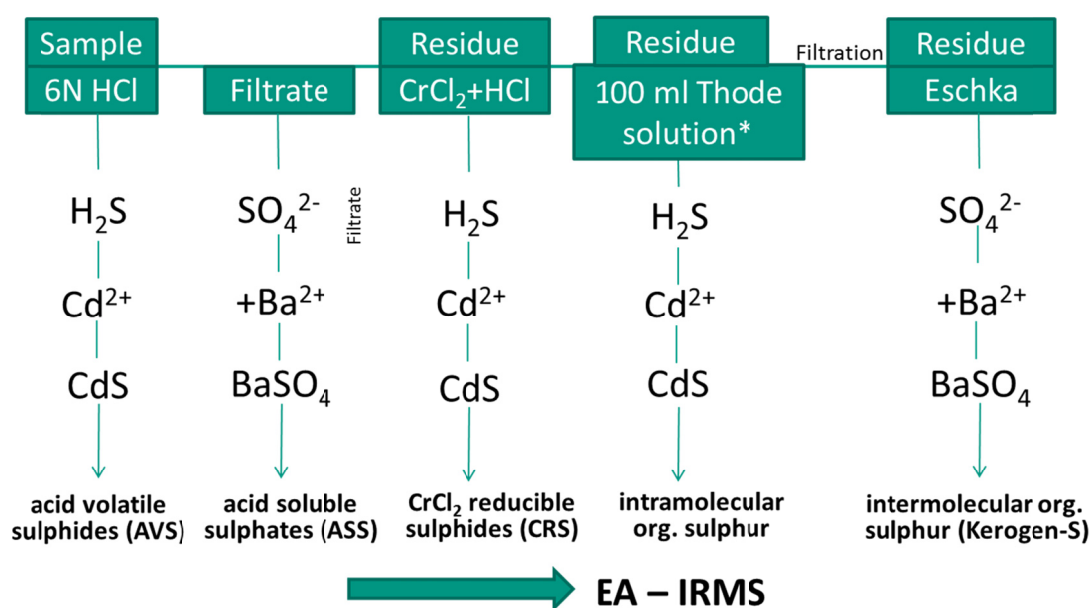 Sample
6N HCl
Filtrate
Residue
CrCl₂+HCl
Residue
100 ml Thode
solution*
Filtration
Residue
Eschka
H₂S
Cd²⁺
CdS
acid volatile
sulphides (AVS)
SO₄²⁻
+Ba²⁺
BaSO₄
acid soluble
sulphates (ASS)
Filtrate
H₂S
Cd²⁺
CdS
CrCl₂ reducible
sulphides (CRS)
H₂S
Cd²⁺
CdS
intramolecular
org. sulphur
SO₄²⁻
+Ba²⁺
BaSO₄
intermolecular org.
sulphur (Kerogen-S)
EA – IRMS